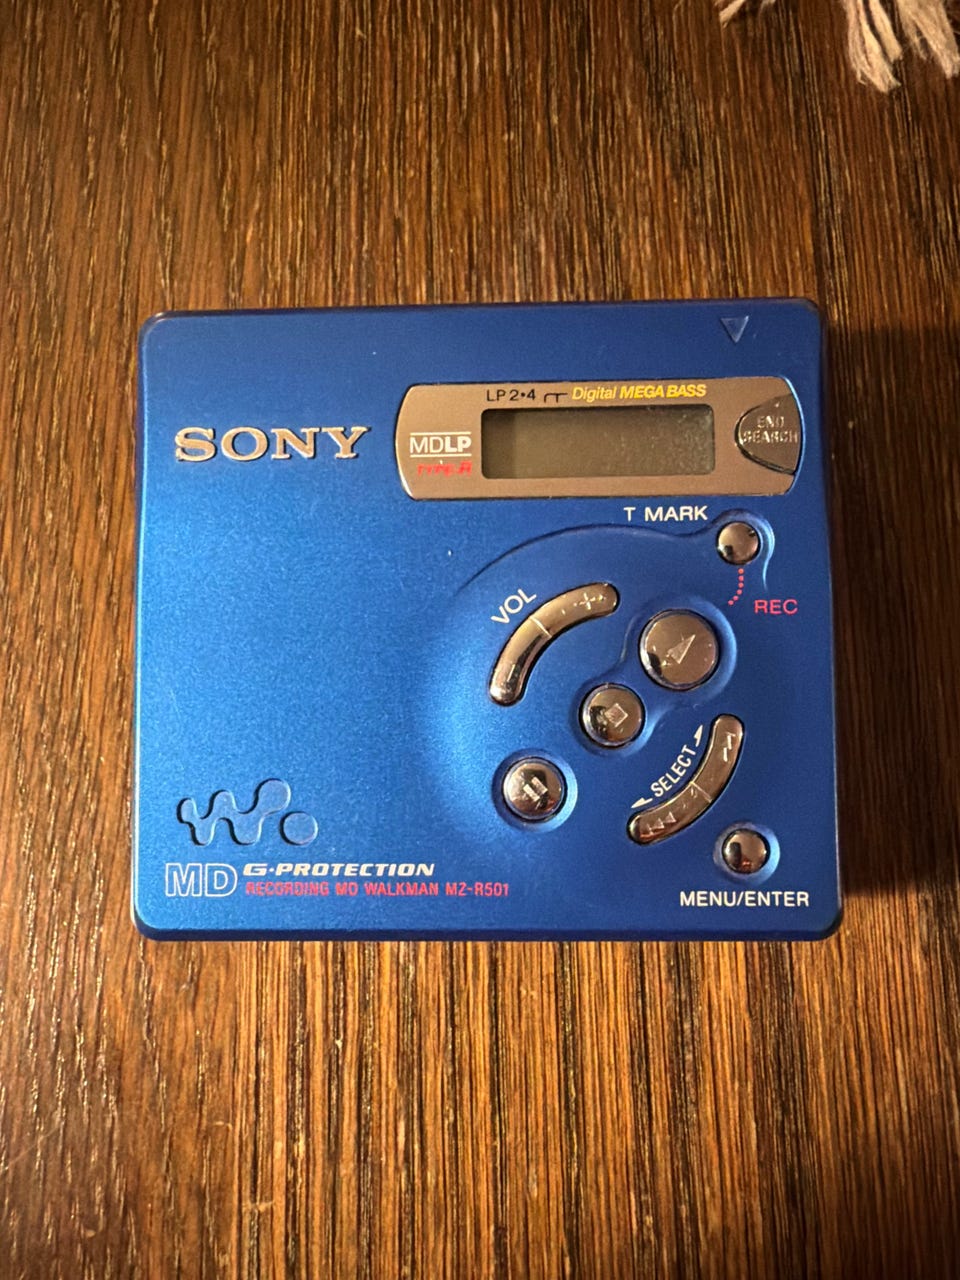 LP2•4 Digital MEGA BASS
SONY
MDLP
TYPE-R
END
SEARCH
T MARK
REC
VOL
+
SELECT
MD G-PROTECTION
RECORDING MD WALKMAN MZ-R501
MENU/ENTER